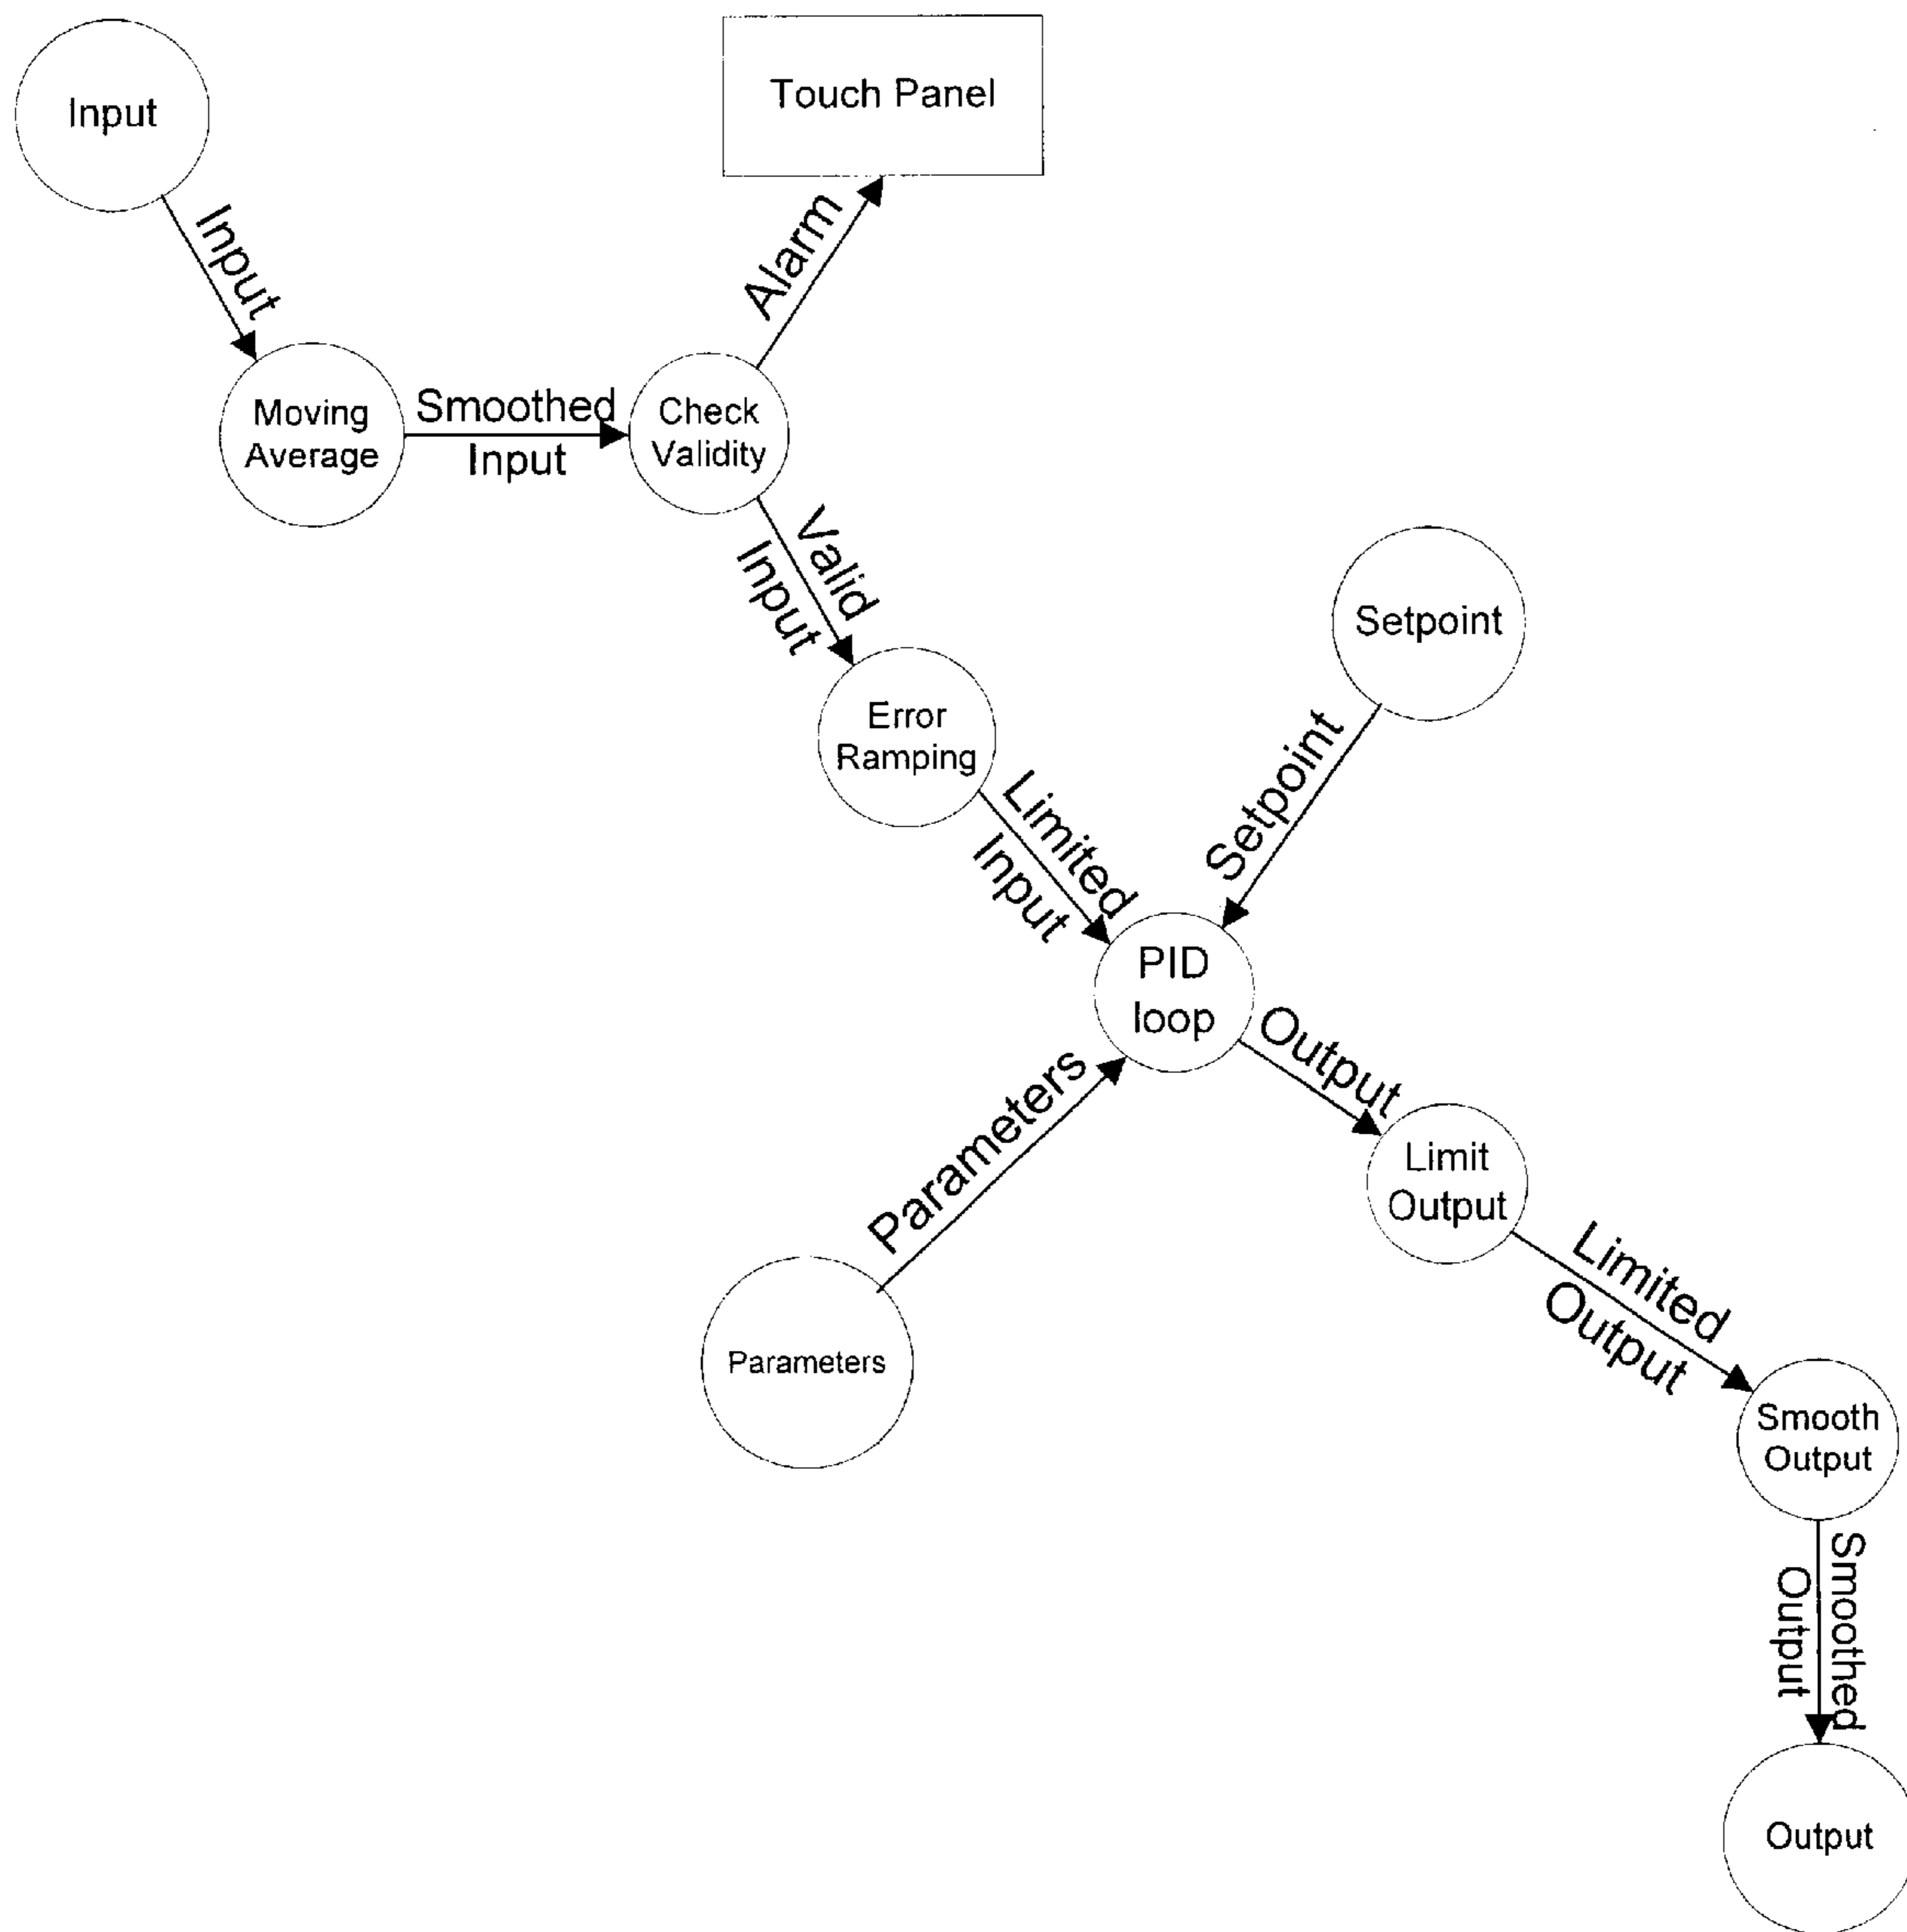 Input
Touch Panel
Input
Alarm
Moving
Average
Smoothed
Input
Check
Validity
Valid
Input
Setpoint
Error
Ramping
Setpoint
Limited
Input
PID
loop
Output
Parameters
Limit
Output
Parameters
Limited
Output
Smooth
Output
Smoothed
Output
Output